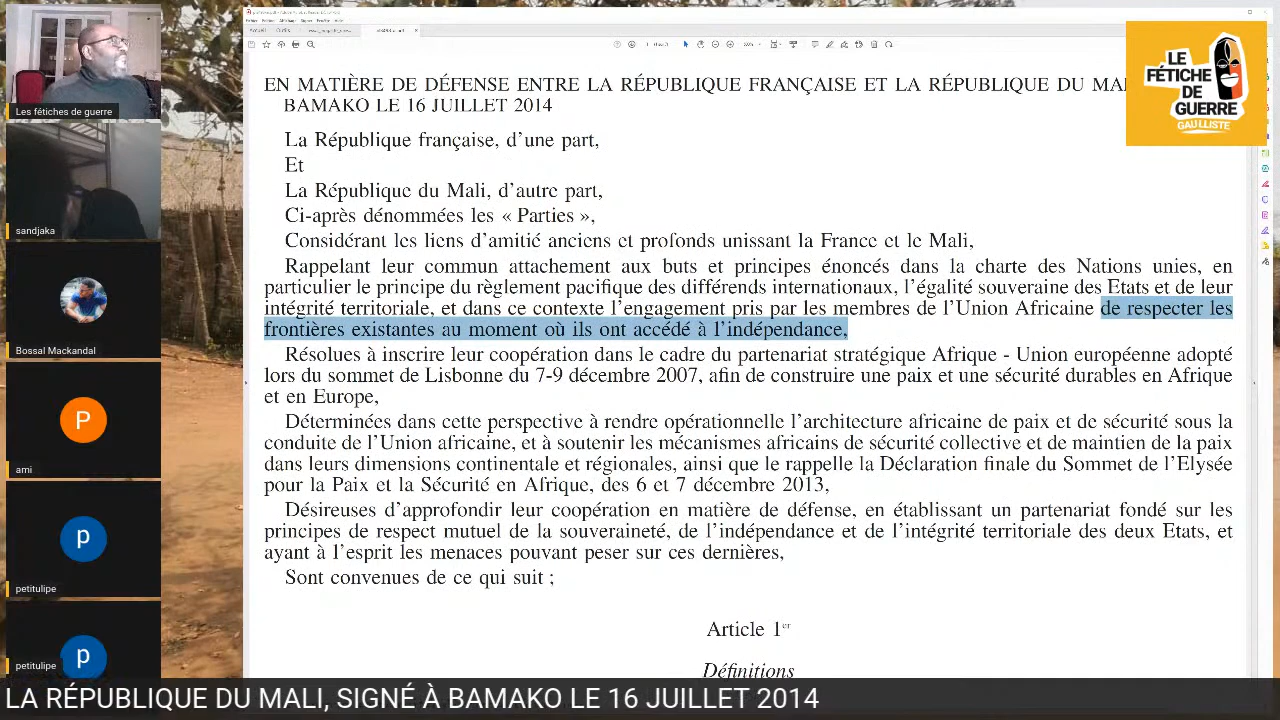 Les fétiches de guerre
sandjaka
Bossal Mackandal
P
ami
p
petitulipe
p
petitulipe
Accueil Outils
LE
FÉTICHE
DE
GUERRE
GAULLISTE
EN MATIÈRE DE DÉFENSE ENTRE LA RÉPUBLIQUE FRANÇAISE ET LA RÉPUBLIQUE DU
BAMAKO LE 16 JUILLET 2014
La République française, d’une part,
Et
La République du Mali, d’autre part,
Ci-après dénommées les « Parties »,
Considérant les liens d’amitié anciens et profonds unissant la France et le Mali,
Rappelant leur commun attachement aux buts et principes énoncés dans la charte des Nations unies, en
particulier le principe du règlement pacifique des différends internationaux, l’égalité souveraine des Etats et de leur
intégrité territoriale, et dans ce contexte l’engagement pris par les membres de l’Union Africaine de respecter les
frontières existantes au moment où ils ont accédé à l’indépendance,
Résolues à inscrire leur coopération dans le cadre du partenariat stratégique Afrique - Union européenne adopté
lors du sommet de Lisbonne du 7-9 décembre 2007, afin de construire une paix et une sécurité durables en Afrique
et en Europe,
Déterminées dans cette perspective à rendre opérationnelle l’architecture africaine de paix et de sécurité sous la
conduite de l’Union africaine, et à soutenir les mécanismes africains de sécurité collective et de maintien de la paix
dans leurs dimensions continentale et régionales, ainsi que le rappelle la Déclaration finale du Sommet de l’Elysée
pour la Paix et la Sécurité en Afrique, des 6 et 7 décembre 2013,
Désireuses d’approfondir leur coopération en matière de défense, en établissant un partenariat fondé sur les
principes de respect mutuel de la souveraineté, de l’indépendance et de l’intégrité territoriale des deux Etats, et
ayant à l’esprit les menaces pouvant peser sur ces dernières,
Sont convenues de ce qui suit ;
Article 1er
Définitions
LA RÉPUBLIQUE DU MALI, SIGNÉ À BAMAKO LE 16 JUILLET 2014